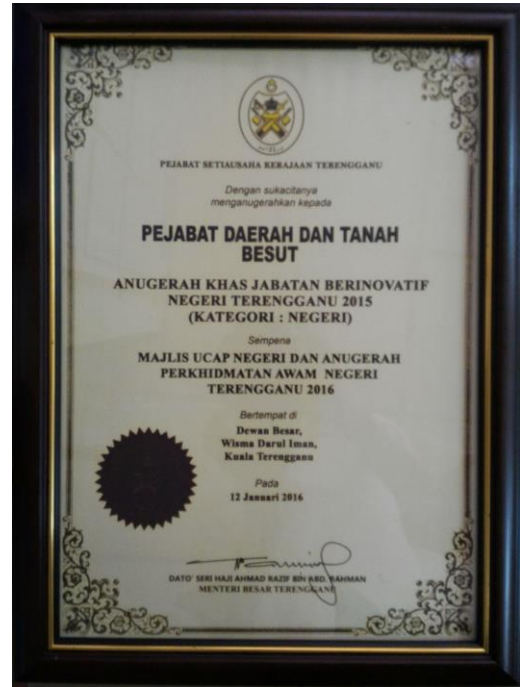 PEJABAT SETIAUSAHA KERAJAAN TERENGGANU
Dengan sukacitanya
menganugerahkan kepada
PEJABAT DAERAH DAN TANAH
BESUT
ANUGERAH KHAS JABATAN BERINOVATIF
NEGERI TERENGGANU 2015
(KATEGORI : NEGERI)
Sempena
MAJLIS UCAP NEGERI DAN ANUGERAH
PERKHIDMATAN AWAM NEGERI
TERENGGANU 2016
Bertempat di
Dewan Besar,
Wisma Darul Iman,
Kuala Terengganu
Pada
12 Januari 2016
DATO' SERI HAJI AHMAD RAZIF BIN ABD. RAHMAN
MENTERI BESAR TERENGGANU